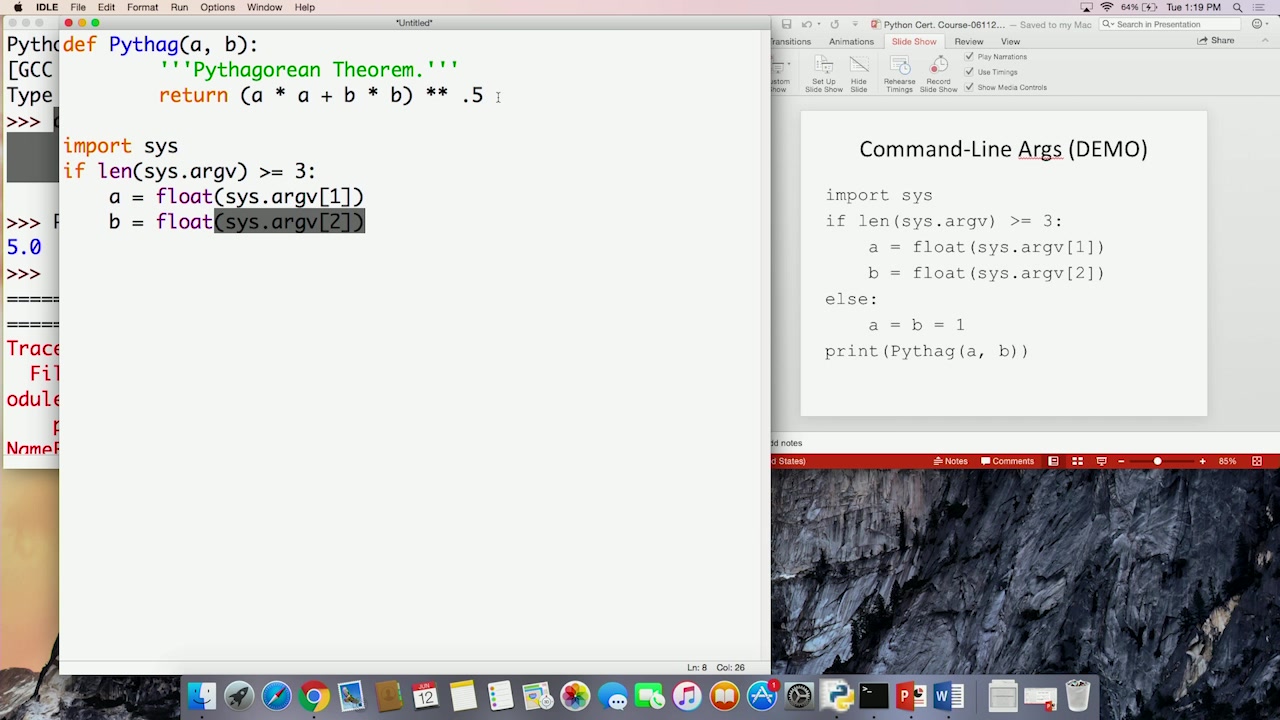 IDLE File Edit Format Run Options Window Help
64% Tue 1:19 PM
*Untitled*
def Pythag(a, b):
'''Pythagorean Theorem.'''
return (a * a + b * b) ** .5
import sys
if len(sys.argv) >= 3:
a = float(sys.argv[1])
b = float(sys.argv[2])
Ln: 8 Col: 26
Pytho
[GCC
Type
>>>
>>>
5.0
>>>
=====
=====
Trace
Fil
odule
NameE
Python Cert. Course-06112... — Saved to my Mac
Search in Presentation
Transitions Animations Slide Show Review View
Share
Custom Show
Set Up Slide Show
Hide Slide
Rehearse Timings
Record Slide Show
Play Narrations
Use Timings
Show Media Controls
Command-Line Args (DEMO)
import sys
if len(sys.argv) >= 3:
a = float(sys.argv[1])
b = float(sys.argv[2])
else:
a = b = 1
print(Pythag(a, b))
dd notes
d States)
Notes Comments 85%
JUN
12
1